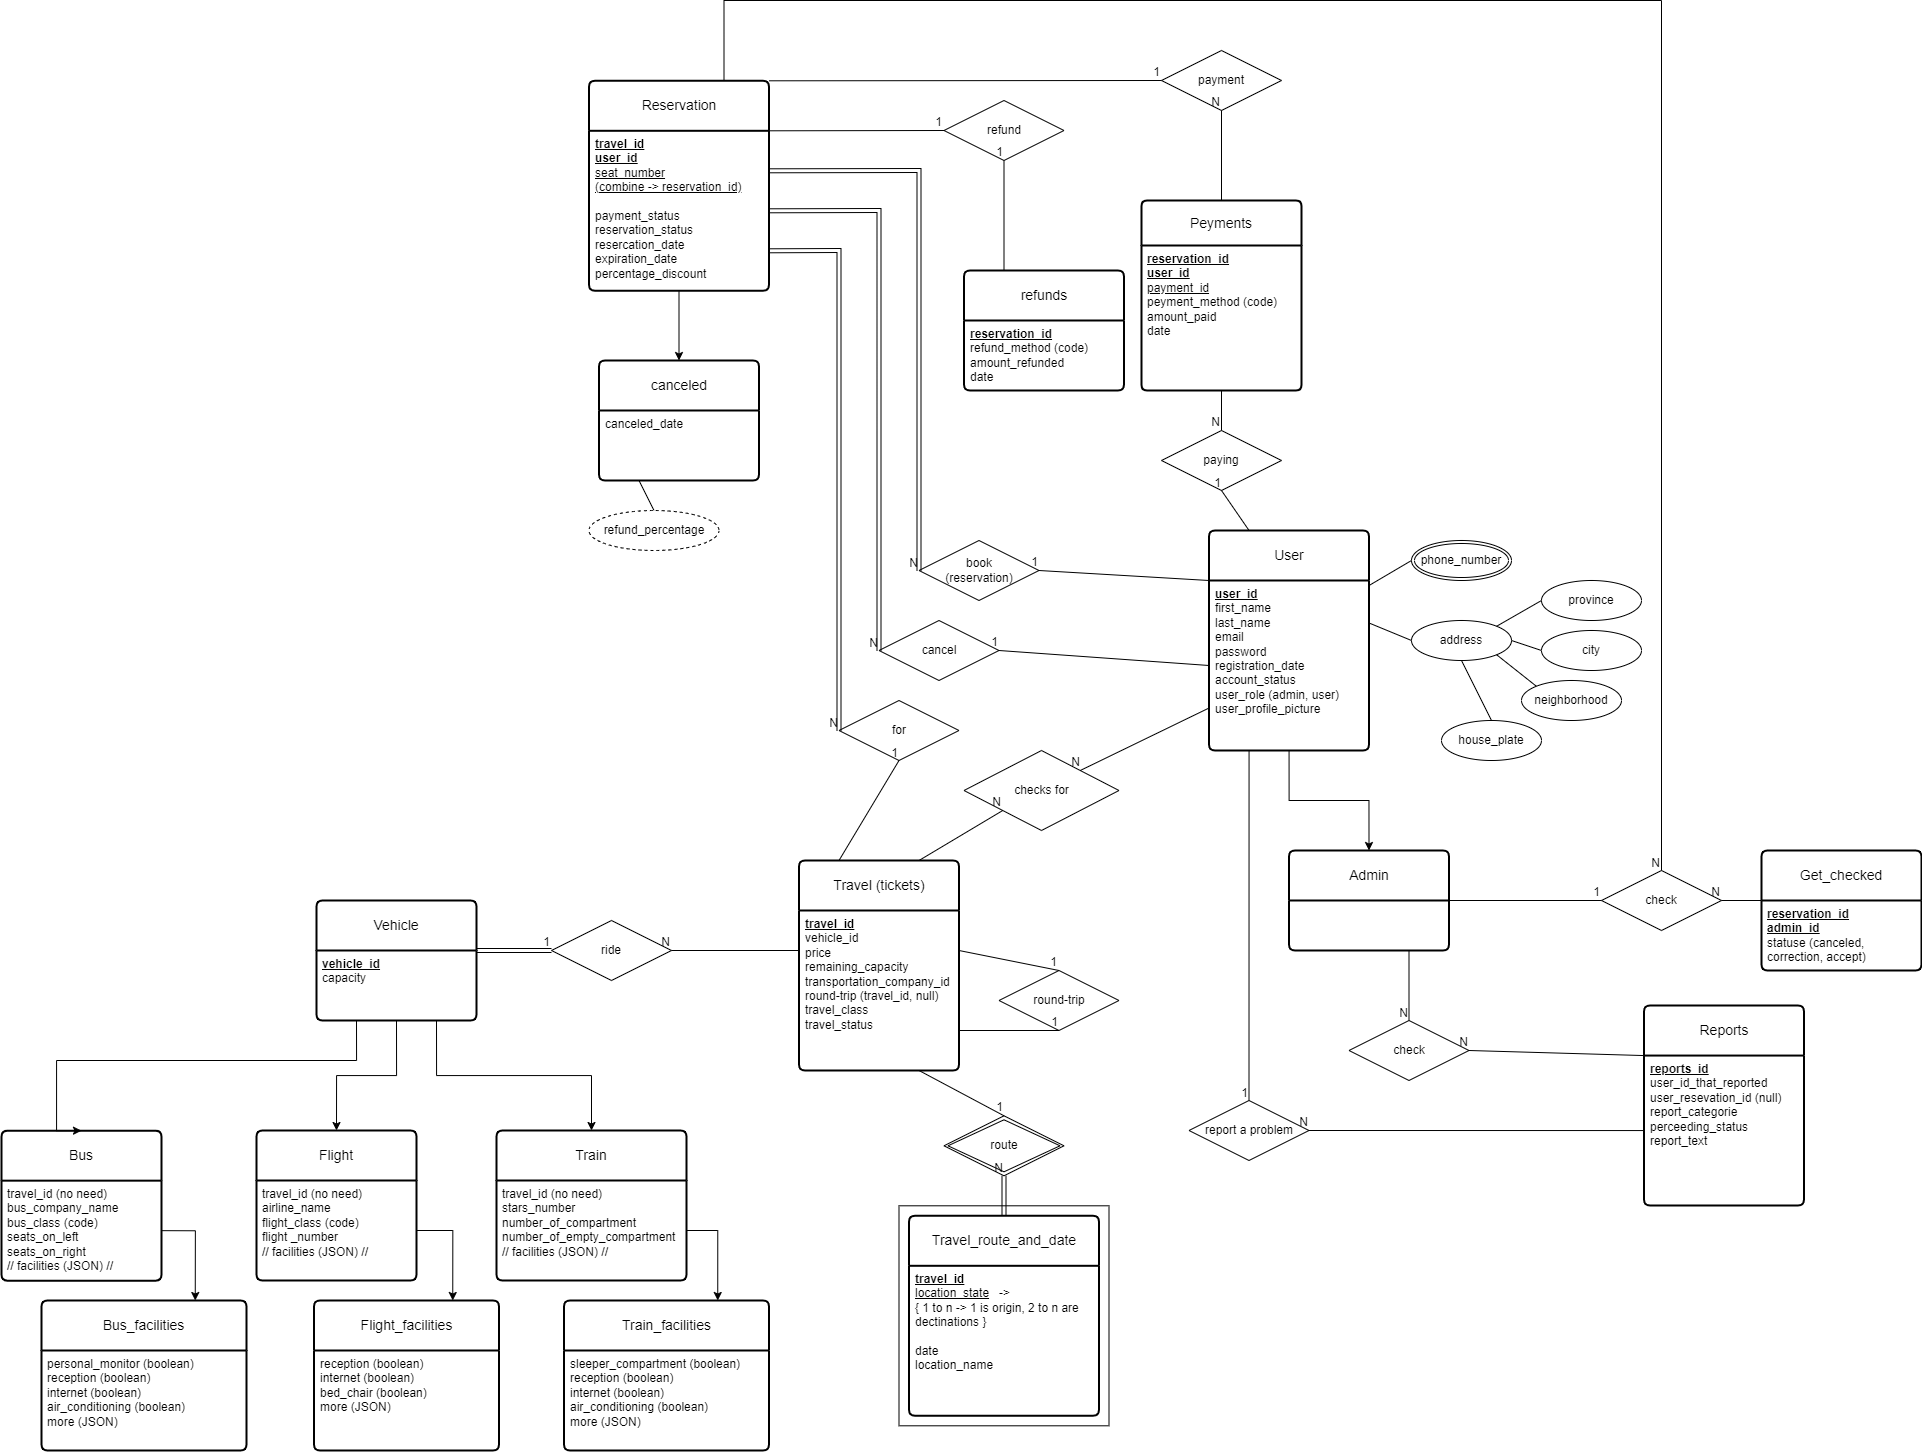 1
payment
N
Reservation
travel_id
user_id
seat_number
(combine -> reservation_id)
payment_status
reservation_status
resercation_date
expiration_date
percentage_discount
1
refund
1
Peyments
reservation_id
user_id
payment_id
peyment_method (code)
amount_paid
date
refunds
reservation_id
refund_method (code)
amount_refunded
date
canceled
canceled_date
refund_percentage
N
paying
1
User
user_id
first_name
last_name
email
password
registration_date
account_status
user_role (admin, user)
user_profile_picture
phone_number
address
province
city
neighborhood
house_plate
N
book
(reservation)
1
N
cancel
1
N
for
1
N
checks for
N
Admin
N
1
check
N
Get_checked
reservation_id
admin_id
statuse (canceled,
correction, accept)
Travel (tickets)
travel_id
vehicle_id
price
remaining_capacity
transportation_company_id
round-trip (travel_id, null)
travel_class
travel_status
Vehicle
vehicle_id
capacity
1
ride
N
1
round-trip
1
N
check
N
Reports
reports_id
user_id_that_reported
user_resevation_id (null)
report_categorie
perceeding_status
report_text
1
report a problem
N
1
route
N
Bus
travel_id (no need)
bus_company_name
bus_class (code)
seats_on_left
seats_on_right
// facilities (JSON) //
Flight
travel_id (no need)
airline_name
flight_class (code)
flight _number
// facilities (JSON) //
Train
travel_id (no need)
stars_number
number_of_compartment
number_of_empty_compartment
// facilities (JSON) //
Travel_route_and_date
travel_id
location_state   ->
{ 1 to n -> 1 is origin, 2 to n are
dectinations }
date
location_name
Bus_facilities
personal_monitor (boolean)
reception (boolean)
internet (boolean)
air_conditioning (boolean)
more (JSON)
Flight_facilities
reception (boolean)
internet (boolean)
bed_chair (boolean)
more (JSON)
Train_facilities
sleeper_compartment (boolean)
reception (boolean)
internet (boolean)
air_conditioning (boolean)
more (JSON)